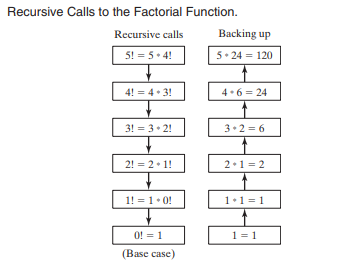 Recursive Calls to the Factorial Function.
Recursive calls
Backing up
5! = 5 • 4!
5 • 24 = 120
4! = 4 • 3!
4 • 6 = 24
3! = 3 • 2!
3 • 2 = 6
2! = 2 • 1!
2 • 1 = 2
1! = 1 • 0!
1 • 1 = 1
0! = 1
1 = 1
(Base case)